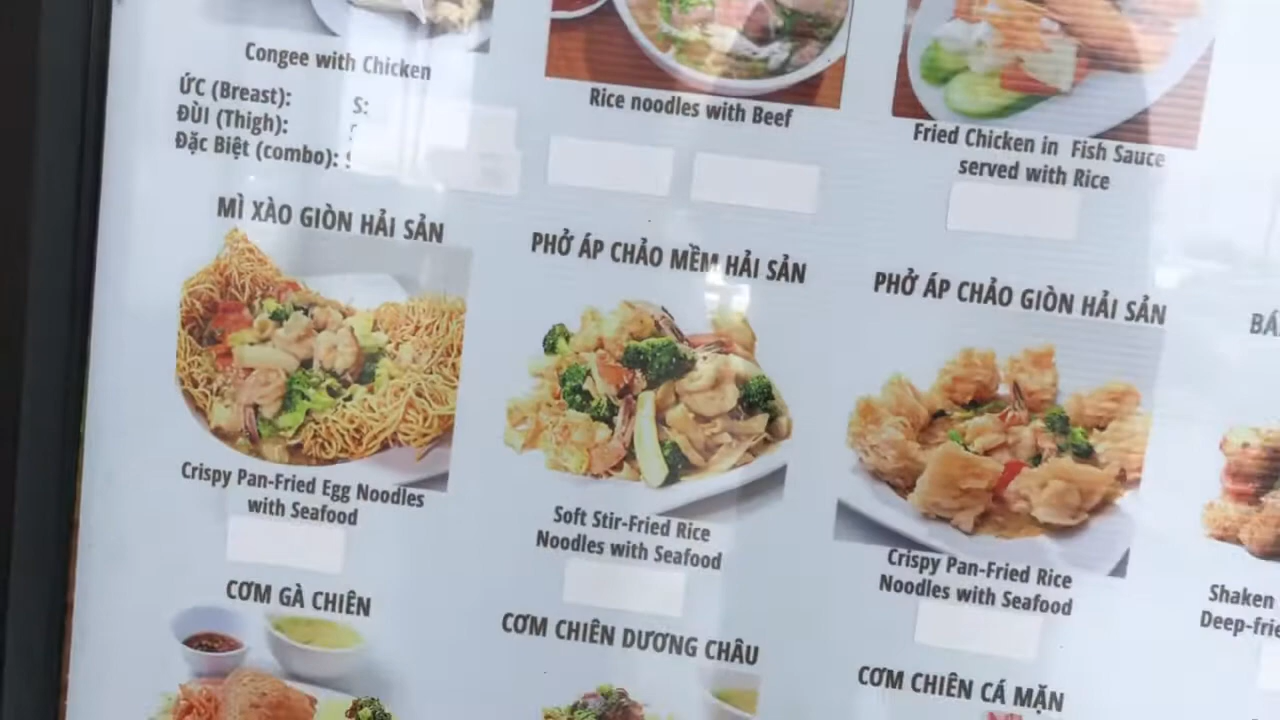 Congee with Chicken
ỨC (Breast):
S:
ĐÙI (Thigh):
Đặc Biệt (combo):
Rice noodles with Beef
Fried Chicken in Fish Sauce
served with Rice
MÌ XÀO GIÒN HẢI SẢN
PHỞ ÁP CHẢO MỀM HẢI SẢN
PHỞ ÁP CHẢO GIÒN HẢI SẢN
Crispy Pan-Fried Egg Noodles
with Seafood
Soft Stir-Fried Rice
Noodles with Seafood
Crispy Pan-Fried Rice
Noodles with Seafood
Shaken
CƠM GÀ CHIÊN
CƠM CHIÊN DƯƠNG CHÂU
CƠM CHIÊN CÁ MẶN